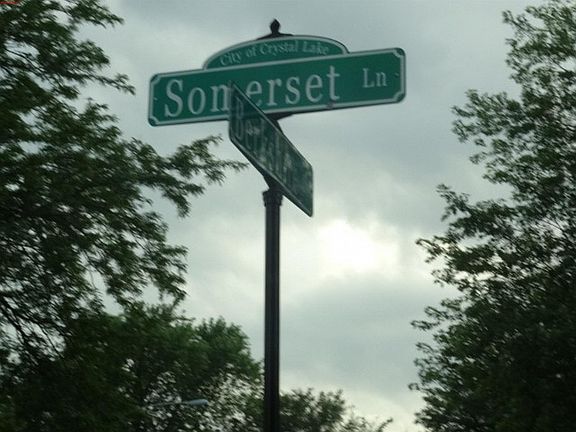 City of Crystal Lake
Somerset Ln